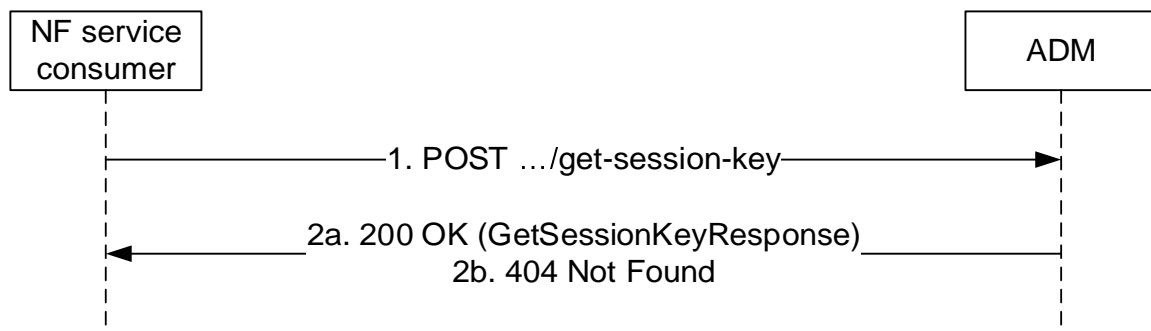 NF service
consumer
ADM
1. POST …/get-session-key
2a. 200 OK (GetSessionKeyResponse)
2b. 404 Not Found